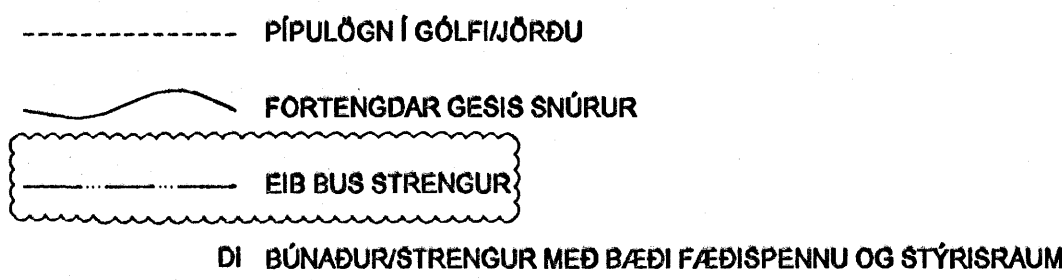 PÍPULÖGN Í GÓLFI/JÖRÐU
FORTENGDAR GESIS SNÚRUR
EIB BUS STRENGUR
DI BÚNAÐUR/STRENGUR MEÐ BÆÐI FÆÐISPENNU OG STÝRISRAUM